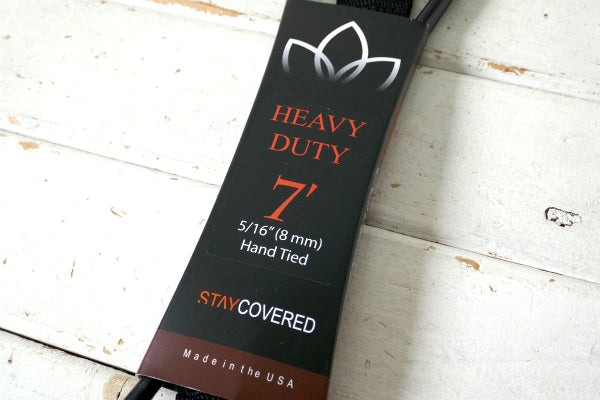 HEAVY
DUTY
7'
5/16" (8 mm)
Hand Tied
STAYCOVERED
Made in the USA